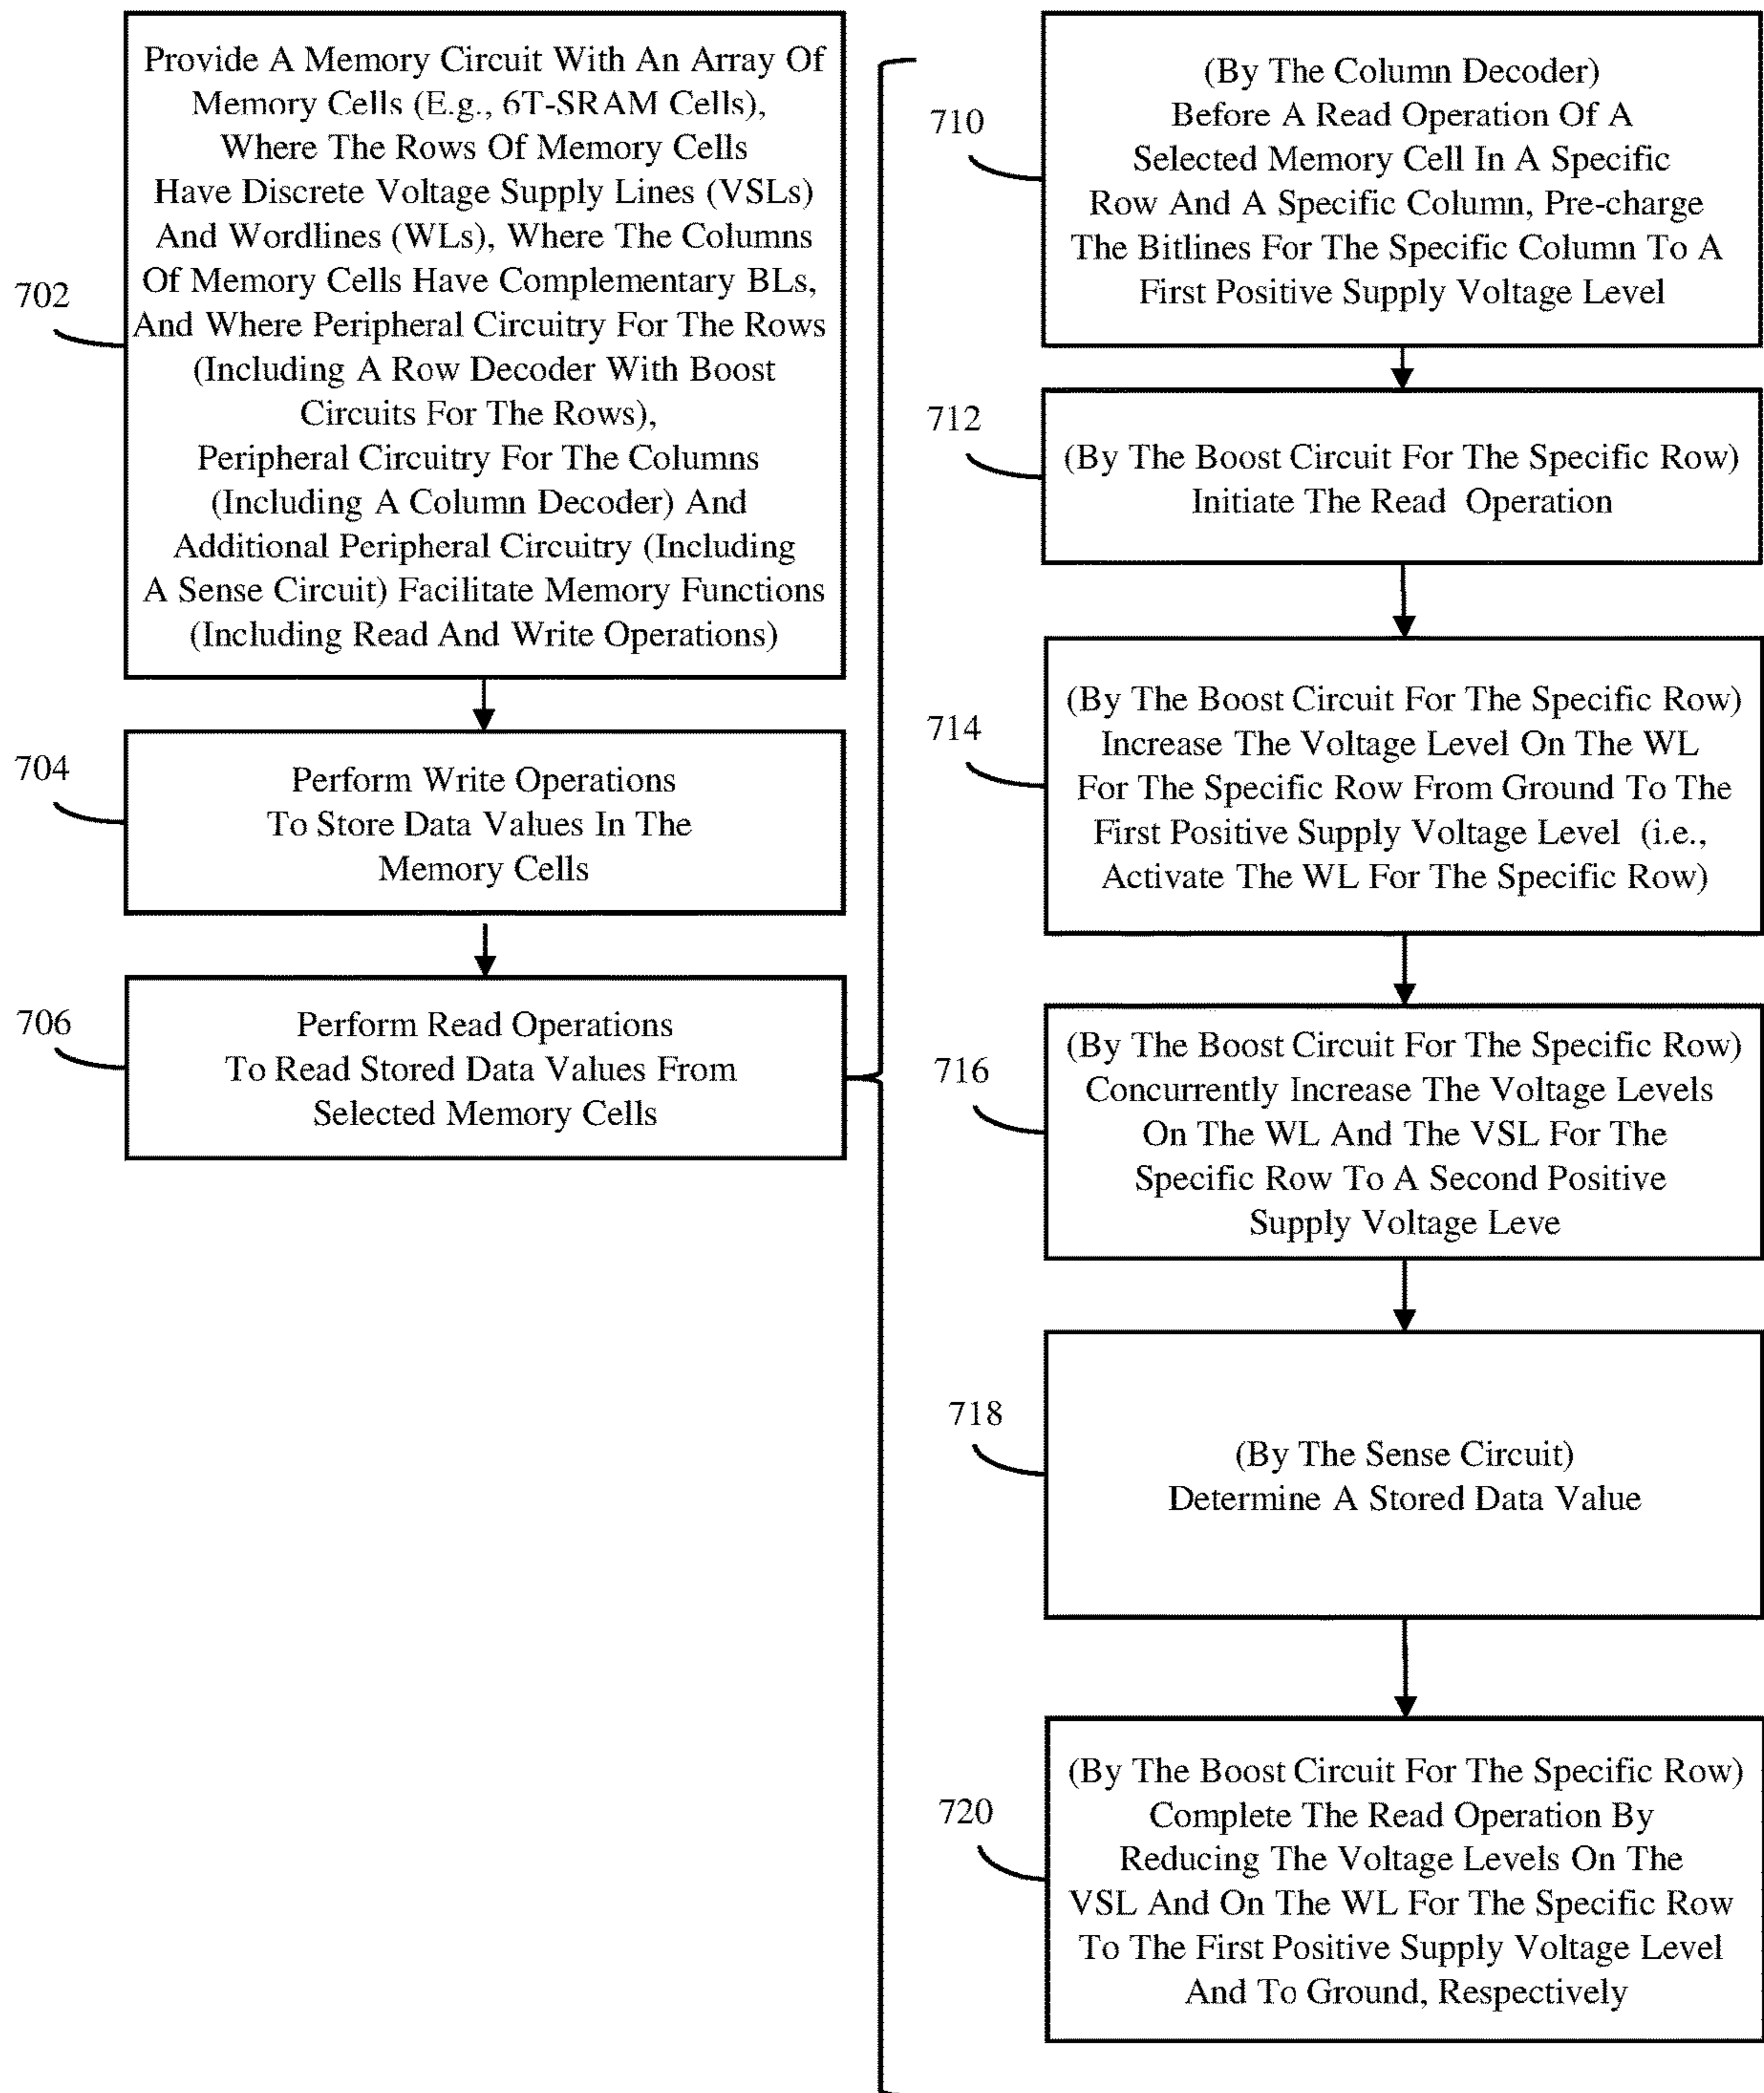 702
Provide A Memory Circuit With An Array Of
Memory Cells (E.g., 6T-SRAM Cells),
Where The Rows Of Memory Cells
Have Discrete Voltage Supply Lines (VSLs)
And Wordlines (WLs), Where The Columns
Of Memory Cells Have Complementary BLs,
And Where Peripheral Circuitry For The Rows
(Including A Row Decoder With Boost
Circuits For The Rows),
Peripheral Circuitry For The Columns
(Including A Column Decoder) And
Additional Peripheral Circuitry (Including
A Sense Circuit) Facilitate Memory Functions
(Including Read And Write Operations)
704
Perform Write Operations
To Store Data Values In The
Memory Cells
706
Perform Read Operations
To Read Stored Data Values From
Selected Memory Cells
710
(By The Column Decoder)
Before A Read Operation Of A
Selected Memory Cell In A Specific
Row And A Specific Column, Pre-charge
The Bitlines For The Specific Column To A
First Positive Supply Voltage Level
712
(By The Boost Circuit For The Specific Row)
Initiate The Read Operation
714
(By The Boost Circuit For The Specific Row)
Increase The Voltage Level On The WL
For The Specific Row From Ground To The
First Positive Supply Voltage Level (i.e.,
Activate The WL For The Specific Row)
716
(By The Boost Circuit For The Specific Row)
Concurrently Increase The Voltage Levels
On The WL And The VSL For The
Specific Row To A Second Positive
Supply Voltage Leve
718
(By The Sense Circuit)
Determine A Stored Data Value
720
(By The Boost Circuit For The Specific Row)
Complete The Read Operation By
Reducing The Voltage Levels On The
VSL And On The WL For The Specific Row
To The First Positive Supply Voltage Level
And To Ground, Respectively